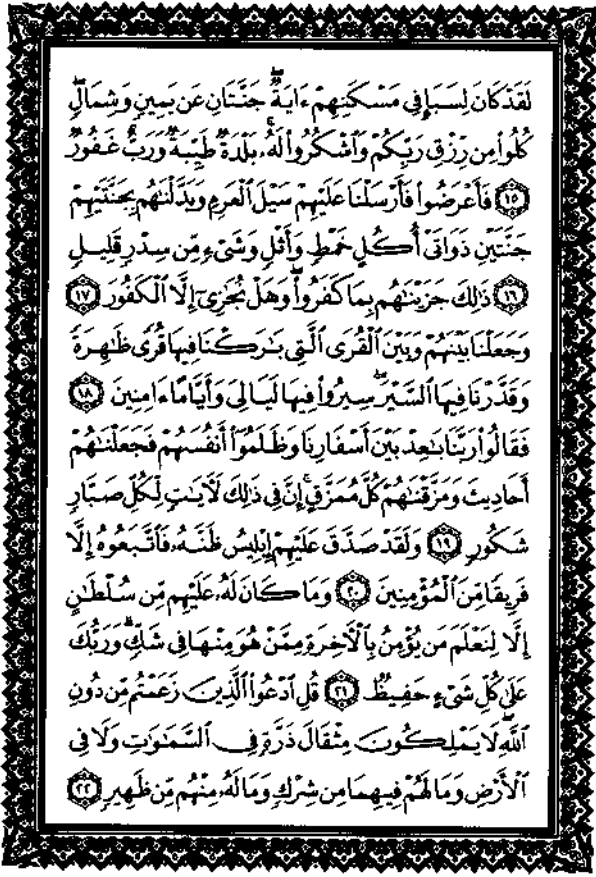 لَقَدْ كَانَ لِسَبَإٍ فِي مَسْكَنِهِمْ ءَايَةٌ ۖ جَنَّتَانِ عَن يَمِينٍ وَشِمَالٍ ۖ
كُلُوا۟ مِن رِّزْقِ رَبِّكُمْ وَٱشْكُرُوا۟ لَهُۥ ۚ بَلْدَةٌ طَيِّبَةٌ وَرَبٌّ غَفُورٌ
﴿١٥﴾ فَأَعْرَضُوا۟ فَأَرْسَلْنَا عَلَيْهِمْ سَيْلَ ٱلْعَرِمِ وَبَدَّلْنَٰهُم بِجَنَّتَيْهِمْ
جَنَّتَيْنِ ذَوَاتَىْ أُكُلٍ خَمْطٍ وَأَثْلٍ وَشَىْءٍ مِّن سِدْرٍ قَلِيلٍ
﴿١٦﴾ ذَٰلِكَ جَزَيْنَٰهُم بِمَا كَفَرُوا۟ ۖ وَهَلْ نُجَٰزِىٓ إِلَّا ٱلْكَفُورَ ﴿١٧﴾
وَجَعَلْنَا بَيْنَهُمْ وَبَيْنَ ٱلْقُرَى ٱلَّتِى بَٰرَكْنَا فِيهَا قُرًى ظَٰهِرَةً
وَقَدَّرْنَا فِيهَا ٱلسَّيْرَ ۖ سِيرُوا۟ فِيهَا لَيَالِىَ وَأَيَّامًا ءَامِنِينَ ﴿١٨﴾
فَقَالُوا۟ رَبَّنَا بَٰعِدْ بَيْنَ أَسْفَارِنَا وَظَلَمُوٓا۟ أَنفُسَهُمْ فَجَعَلْنَٰهُمْ
أَحَادِيثَ وَمَزَّقْنَٰهُمْ كُلَّ مُمَزَّقٍ ۚ إِنَّ فِى ذَٰلِكَ لَءَايَٰتٍ لِّكُلِّ صَبَّارٍ
شَكُورٍ ﴿١٩﴾ وَلَقَدْ صَدَّقَ عَلَيْهِمْ إِبْلِيسُ ظَنَّهُۥ فَٱتَّبَعُوهُ إِلَّا
فَرِيقًا مِّنَ ٱلْمُؤْمِنِينَ ﴿٢٠﴾ وَمَا كَانَ لَهُۥ عَلَيْهِم مِّن سُلْطَٰنٍ
إِلَّا لِنَعْلَمَ مَن يُؤْمِنُ بِٱلْءَاخِرَةِ مِمَّنْ هُوَ مِنْهَا فِى شَكٍّ ۗ وَرَبُّكَ
عَلَىٰ كُلِّ شَىْءٍ حَفِيظٌ ﴿٢١﴾ قُلِ ٱدْعُوا۟ ٱلَّذِينَ زَعَمْتُم مِّن دُونِ
ٱللَّهِ ۖ لَا يَمْلِكُونَ مِثْقَالَ ذَرَّةٍ فِى ٱلسَّمَٰوَٰتِ وَلَا فِى
ٱلْأَرْضِ وَمَا لَهُمْ فِيهِمَا مِن شِرْكٍ وَمَا لَهُۥ مِنْهُم مِّن ظَهِيرٍ ﴿٢٢﴾